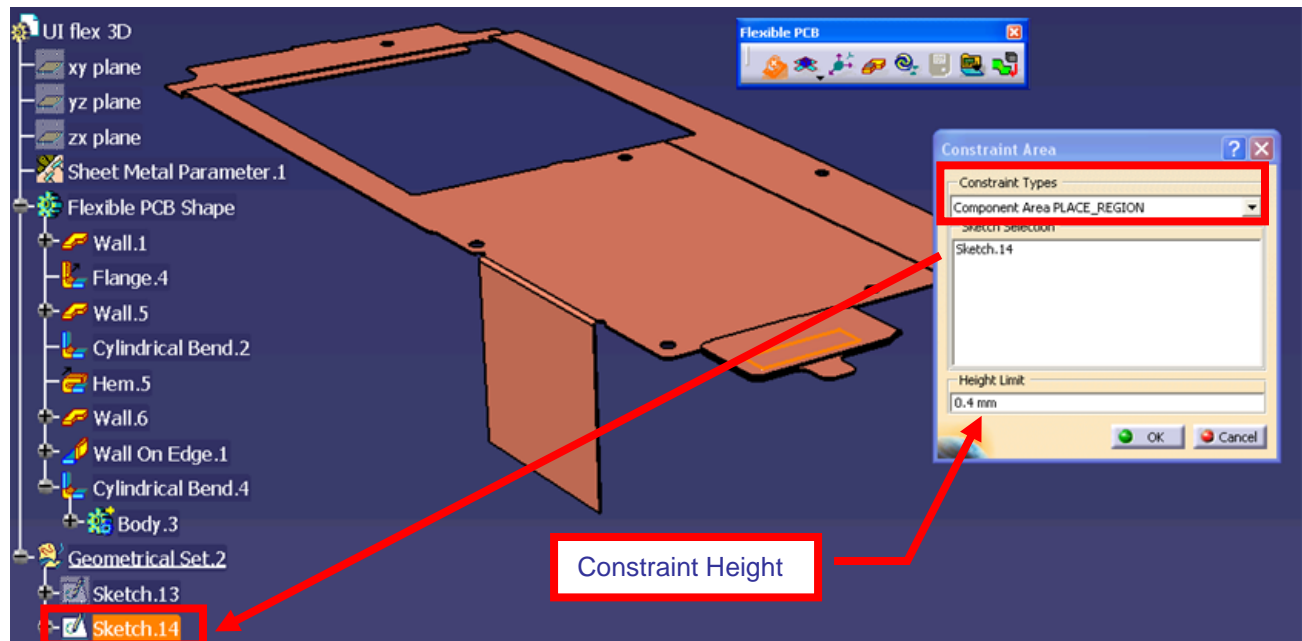 UI flex 3D
xy plane
yz plane
zx plane
Sheet Metal Parameter.1
Flexible PCB Shape
Wall.1
Flange.4
Wall.5
Cylindrical Bend.2
Hem.5
Wall.6
Wall On Edge.1
Cylindrical Bend.4
Body.3
Geometrical Set.2
Sketch.13
Sketch.14
Flexible PCB
Constraint Area
Constraint Types
Component Area PLACE_REGION
Sketch Selection
Sketch.14
Height Limit
0.4 mm
OK Cancel
Constraint Height